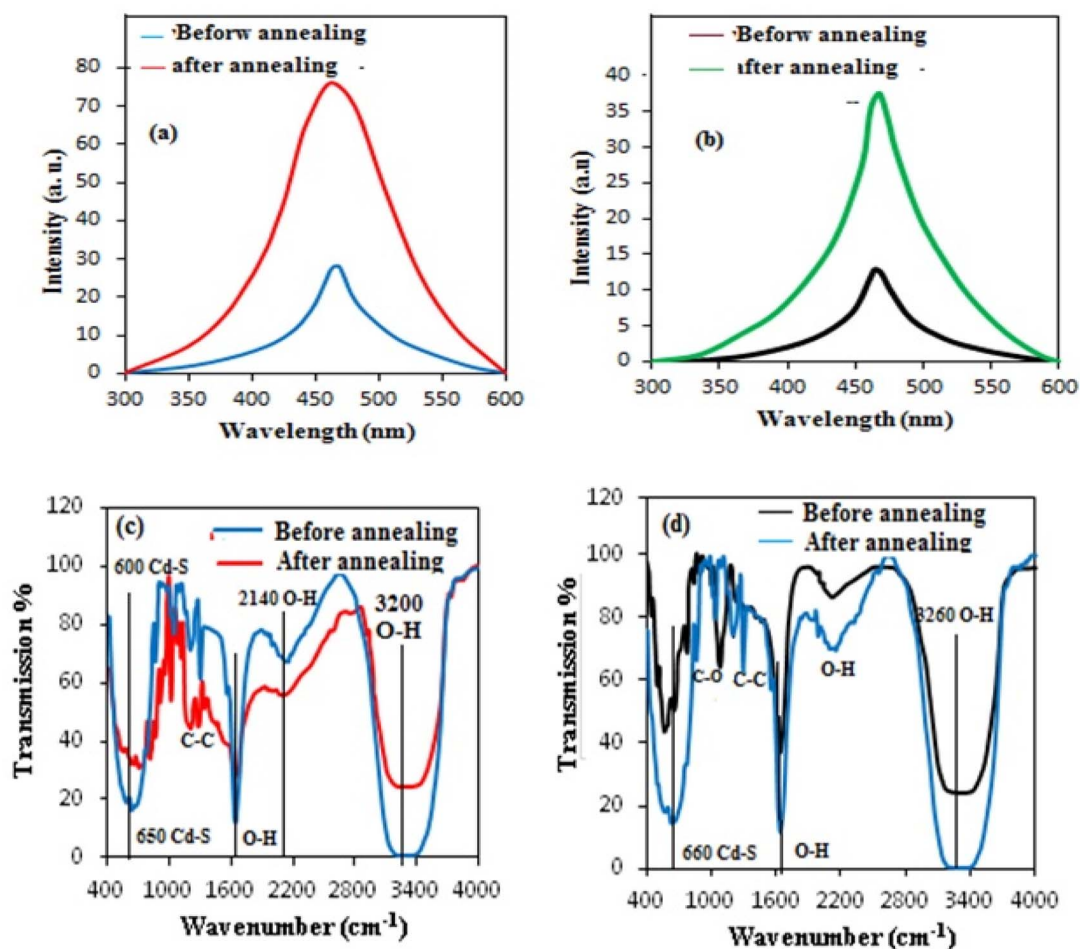 Beforw annealing
after annealing
(a)
80
70
60
50
40
30
20
10
0
300
350
400
450
500
550
600
Intensity (a. u.)
Wavelength (nm)
Beforw annealing
after annealing
(b)
40
35
30
25
20
15
10
5
0
300
350
400
450
500
550
600
Intensity (a.u)
Wavelength (nm)
(c)
Before annealing
After annealing
600 Cd-S
2140 O-H
3200
O-H
C-C
650 Cd-S
O-H
120
100
80
60
40
20
0
400
1000
1600
2200
2800
3400
4000
Transmission %
Wavenumber (cm⁻¹)
(d)
Before annealing
After annealing
3260 O-H
C-O
C-C
O-H
660 Cd-S
O-H
120
100
80
60
40
20
0
400
1000
1600
2200
2800
3400
4000
Transmission %
Wavenumber (cm⁻¹)